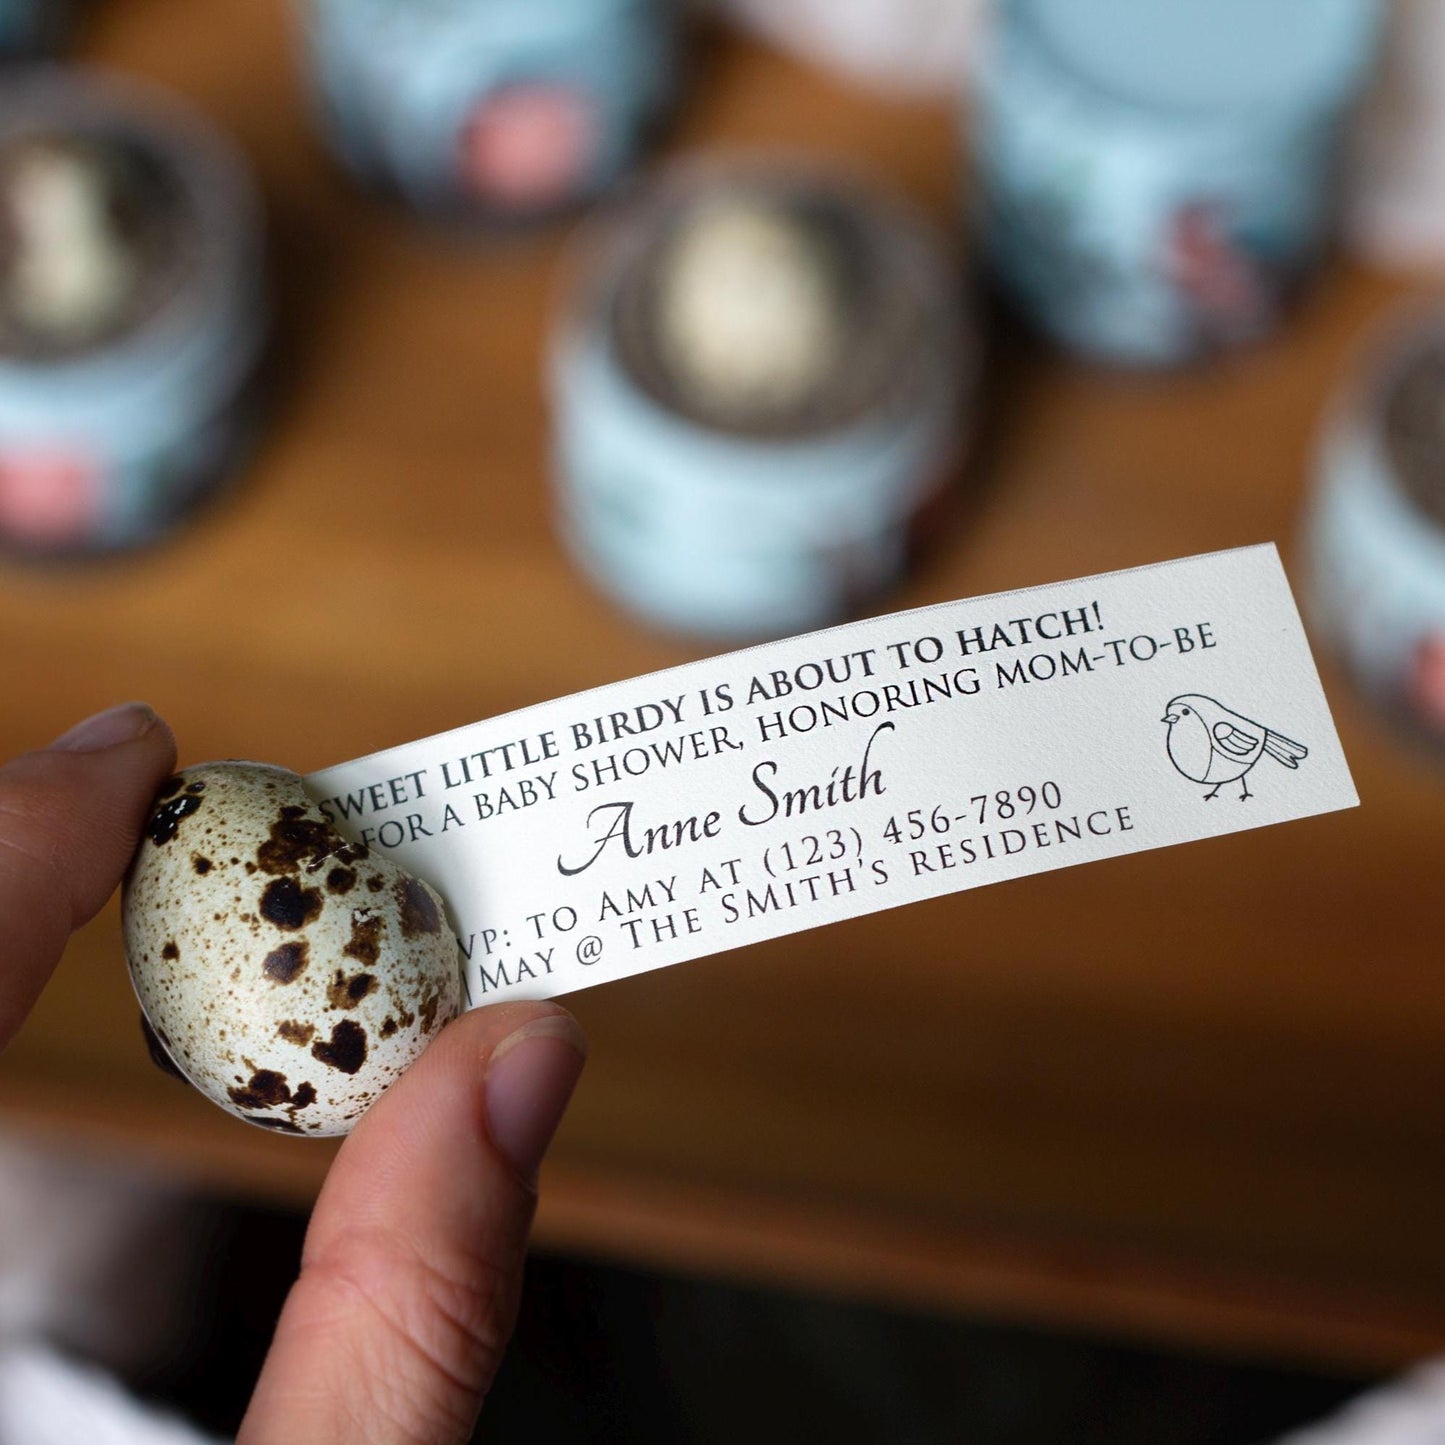 SWEET LITTLE BIRDY IS ABOUT TO HATCH!
FOR A BABY SHOWER, HONORING MOM-TO-BE
Anne Smith
VP: TO AMY AT (123) 456-7890
MAY @ THE SMITH'S RESIDENCE